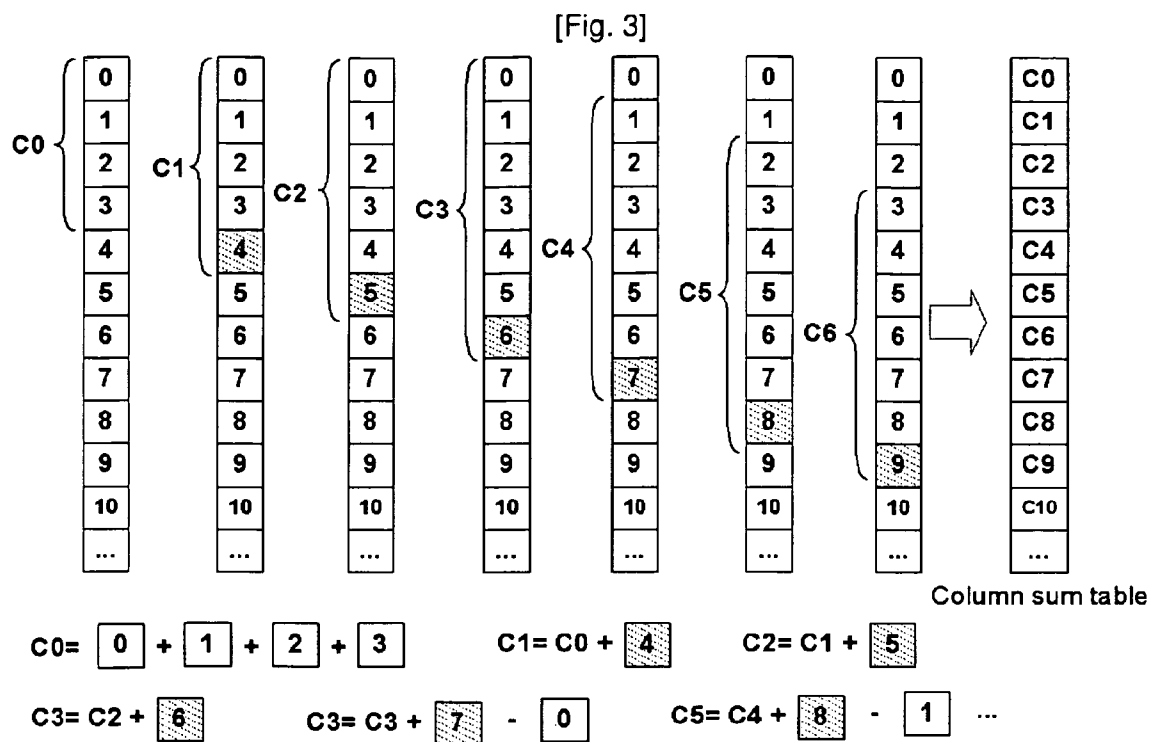 [Fig. 3]
0 0 0 0 0 0 0 C0
1 1 1 1 1 1 1 C1
C0 2 C1 2 C2 2 2 2 2 2 C2
3 3 3 C3 3 3 3 3 C3
4 4 4 4 C4 4 4 4 C4
5 5 5 5 5 C5 5 5 C5
6 6 6 6 6 6 C6 6 C6
7 7 7 7 7 7 7 C7
8 8 8 8 8 8 8 C8
9 9 9 9 9 9 9 C9
10 10 10 10 10 10 10 C10
... ... ... ... ... ... ... ...
Column sum table
C0= 0 + 1 + 2 + 3 C1= C0 + 4 C2= C1 + 5
C3= C2 + 6 C3= C3 + 7 - 0 C5= C4 + 8 - 1 ...